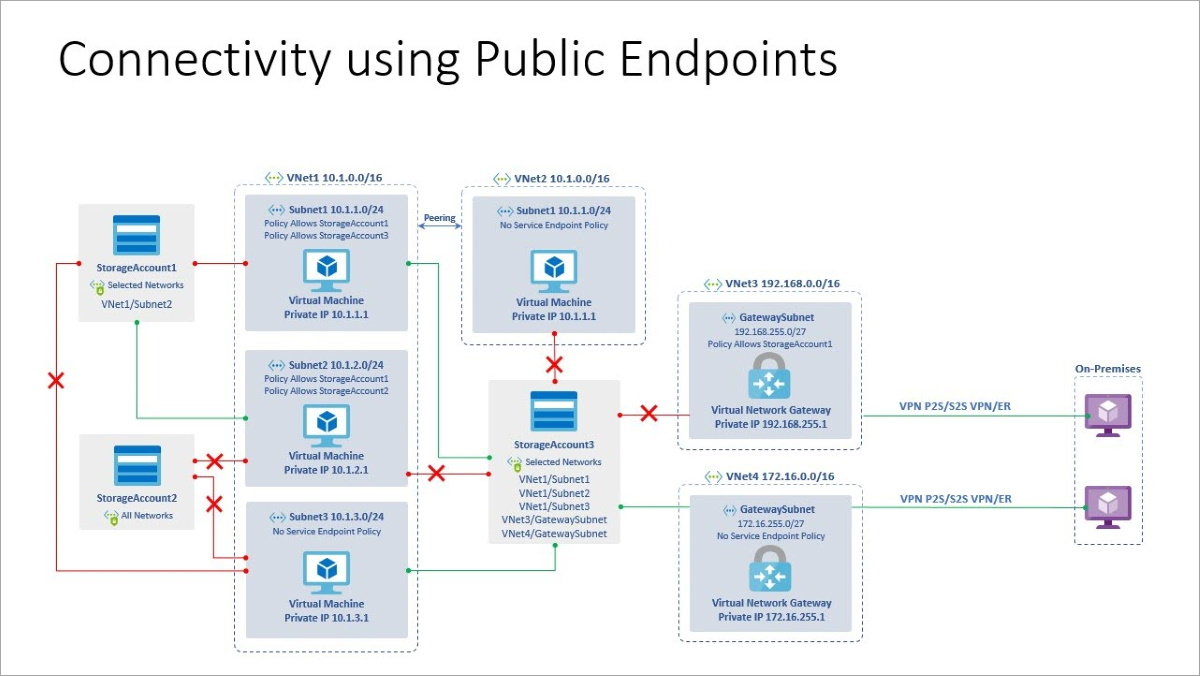 Connectivity using Public Endpoints
VNet1 10.1.0.0/16
Subnet1 10.1.1.0/24
Policy Allows StorageAccount1
Policy Allows StorageAccount3
Virtual Machine
Private IP 10.1.1.1
Peering
VNet2 10.1.0.0/16
Subnet1 10.1.1.0/24
No Service Endpoint Policy
Virtual Machine
Private IP 10.1.1.1
StorageAccount1
Selected Networks
VNet1/Subnet2
Subnet2 10.1.2.0/24
Policy Allows StorageAccount1
Policy Allows StorageAccount2
Virtual Machine
Private IP 10.1.2.1
StorageAccount2
All Networks
Subnet3 10.1.3.0/24
No Service Endpoint Policy
Virtual Machine
Private IP 10.1.3.1
StorageAccount3
Selected Networks
VNet1/Subnet1
VNet1/Subnet2
VNet1/Subnet3
VNet3/GatewaySubnet
VNet4/GatewaySubnet
VNet3 192.168.0.0/16
GatewaySubnet
192.168.255.0/27
Policy Allows StorageAccount1
Virtual Network Gateway
Private IP 192.168.255.1
VPN P2S/S2S VPN/ER
On-Premises
VNet4 172.16.0.0/16
GatewaySubnet
172.16.255.0/27
No Service Endpoint Policy
Virtual Network Gateway
Private IP 172.16.255.1
VPN P2S/S2S VPN/ER